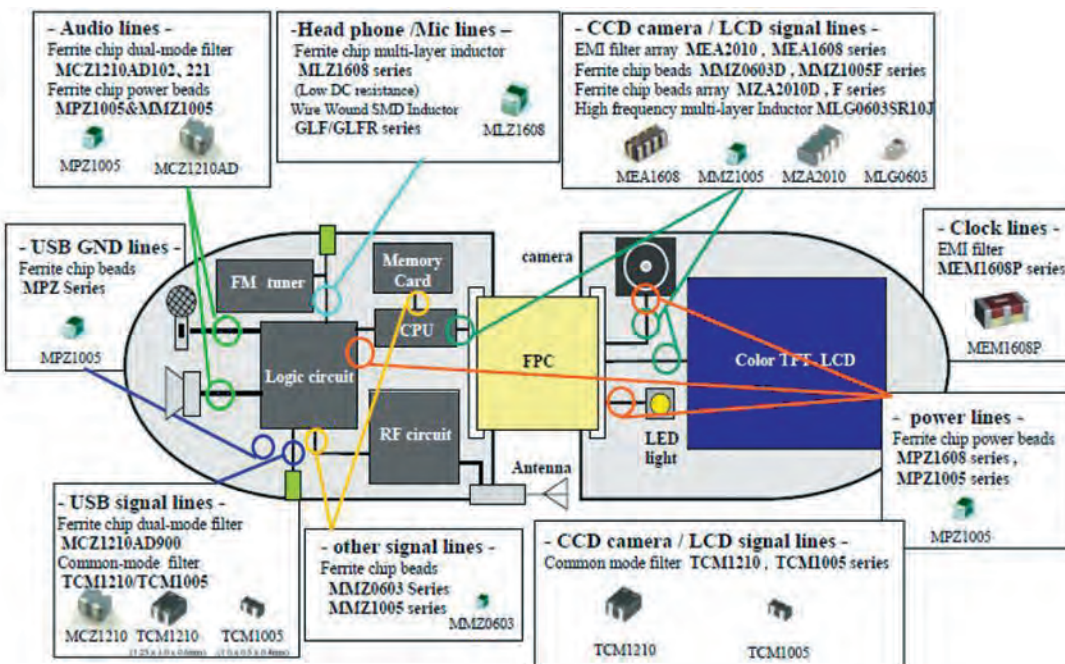 - Audio lines -
Ferrite chip dual-mode filter
MCZ1210AD102、221
Ferrite chip power beads
MPZ1005&MMZ1005
MPZ1005
MCZ1210AD
-Head phone /Mic lines –
Ferrite chip multi-layer inductor
MLZ1608 series
(Low DC resistance)
Wire Wound SMD Inductor
GLF/GLFR series
MLZ1608
- CCD camera / LCD signal lines -
EMI filter array MEA2010 , MEA1608 series
Ferrite chip beads MMZ0603D , MMZ1005F series
Ferrite chip beads array MZA2010D , F series
High frequency multi-layer Inductor MLG0603SR10J
MEA1608
MMZ1005
MZA2010
MLG0603
- USB GND lines -
Ferrite chip beads
MPZ Series
MPZ1005
FM tuner
Memory
Card
CPU
Logic circuit
RF circuit
FPC
camera
Color TFT LCD
LED
light
Antenna
- Clock lines -
EMI filter
MEM1608P series
MEM1608P
- power lines -
Ferrite chip power beads
MPZ1608 series ,
MPZ1005 series
MPZ1005
- USB signal lines -
Ferrite chip dual-mode filter
MCZ1210AD900
Common-mode filter
TCM1210/TCM1005
MCZ1210
TCM1210
TCM1005
- other signal lines -
Ferrite chip beads
MMZ0603 Series
MMZ1005 series
MMZ0603
- CCD camera / LCD signal lines -
Common mode filter TCM1210 , TCM1005 series
TCM1210
TCM1005